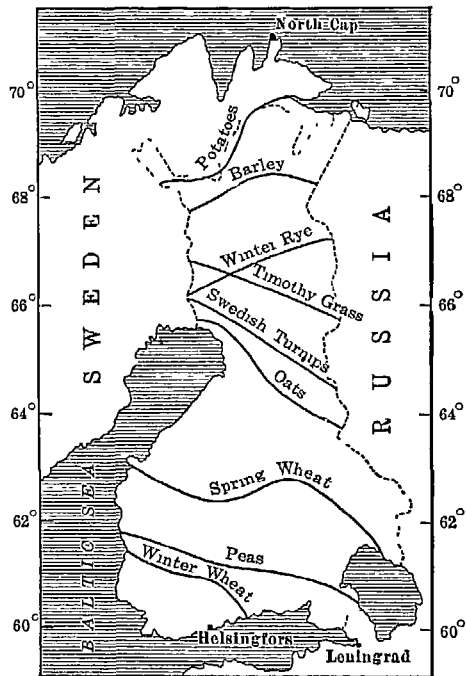 North Cap
70°
70°
Potatoes
Barley
68°
68°
SWEDEN
RUSSIA
Winter Rye
Timothy Grass
66°
66°
Swedish Turnips
Oats
64°
64°
Spring Wheat
BALTIC SEA
62°
62°
Peas
Winter Wheat
60°
60°
Helsingfors
Leningrad